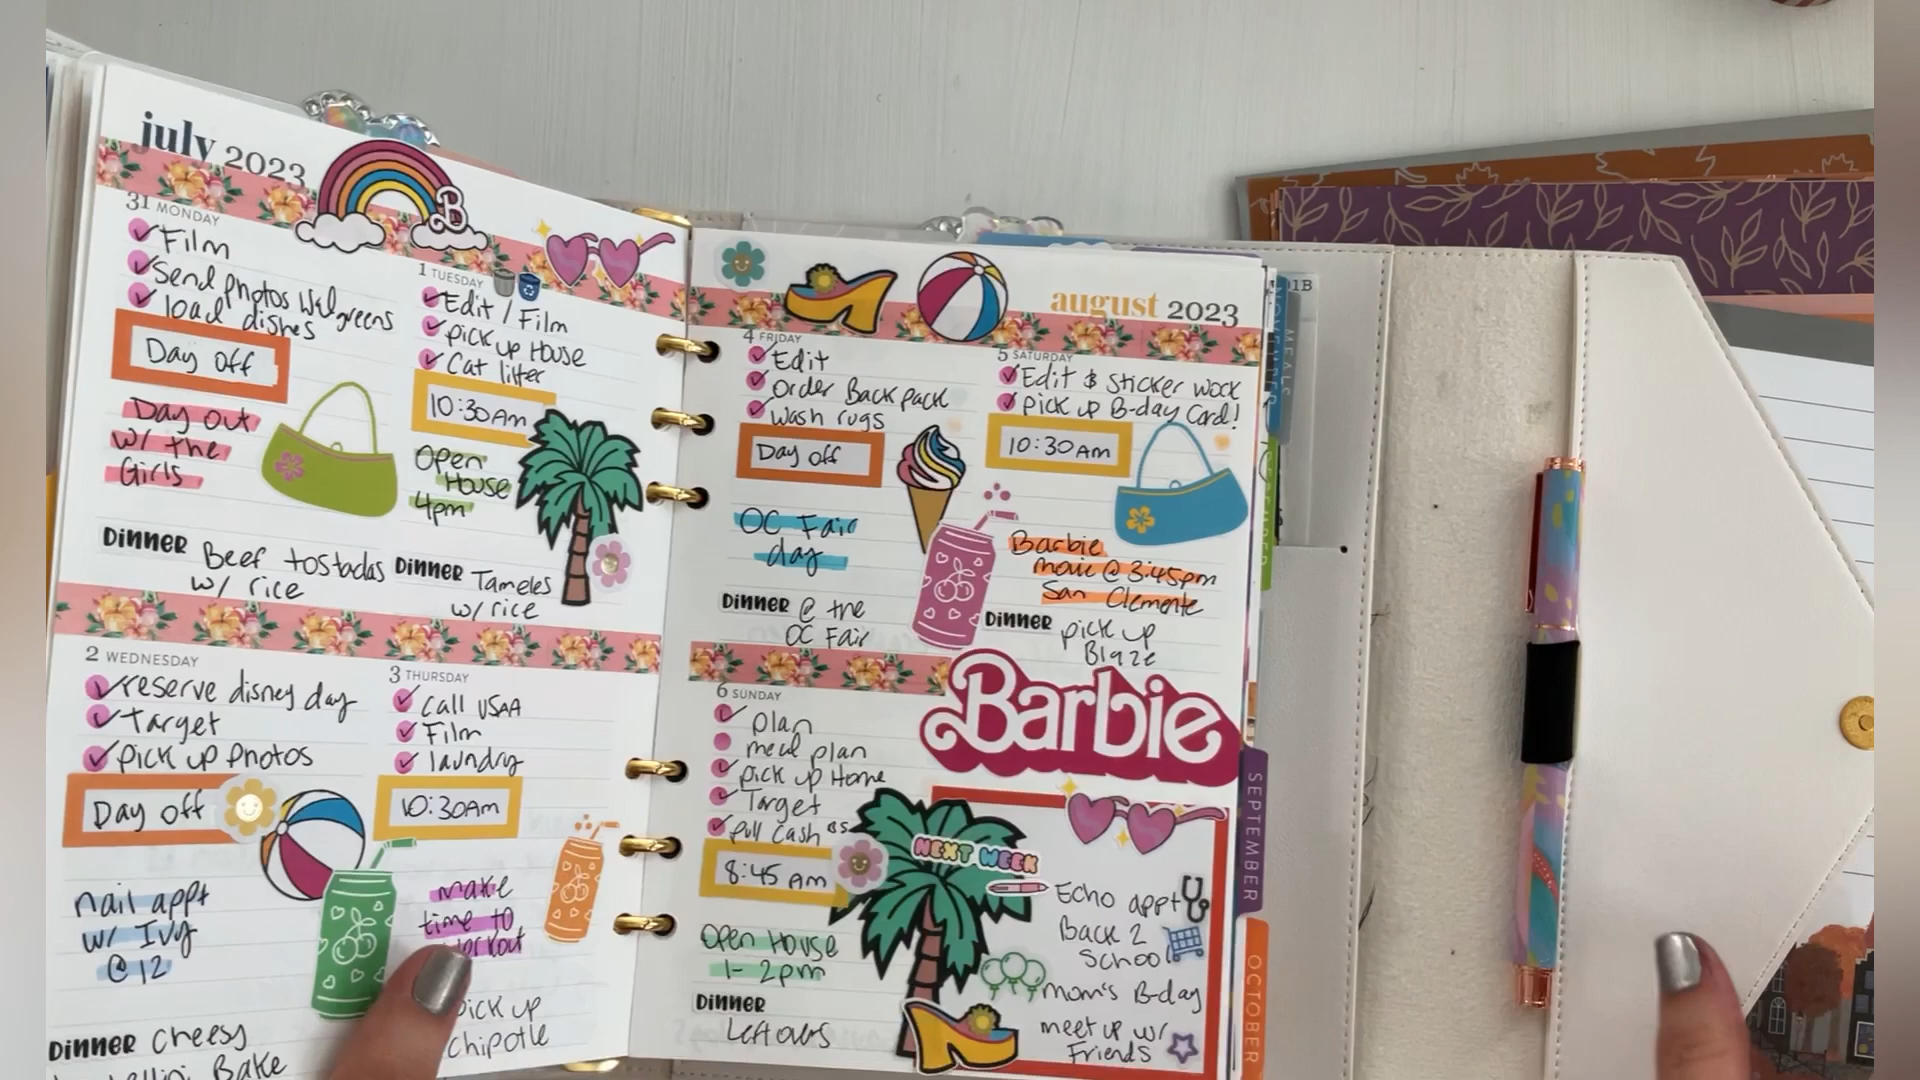 july 2023
B
31 MONDAY
Film
Send photos Walgreens
load dishes
Day off
Day out
w/ the
Girls
Dinner Beef tostadas
w/ rice
1 TUESDAY
Edit / Film
pick up House
Cat litter
10:30 Am
Open
House
4pm
Dinner Tameles
w/ rice
2 WEDNESDAY
reserve disney day
Target
pick up photos
Day off
nail appt
w/ Ivy
@ 12
Dinner Cheesy
Bake
3 THURSDAY
Call USAA
Film
laundry
10:30Am
make
time to
pick up
chipotle
august 2023
4 FRIDAY
Edit
Order Backpack
wash rugs
Day off
OC Fair
day
Dinner @ the
OC Fair
5 SATURDAY
Edit & Sticker work
pick up B-day Card!
10:30 Am
Barbie
movie @ 3:45pm
San Clemente
Dinner pick up
Blaze
6 SUNDAY
plan
meal plan
pick up Home
Target
pull cash
8:45 Am
Open House
1-2pm
Dinner
Leftovers
Barbie
NEXT WEEK
Echo appt
Back 2
School
mom's B-day
meet up w/
Friends
MEALS
SEPTEMBER
OCTOBER